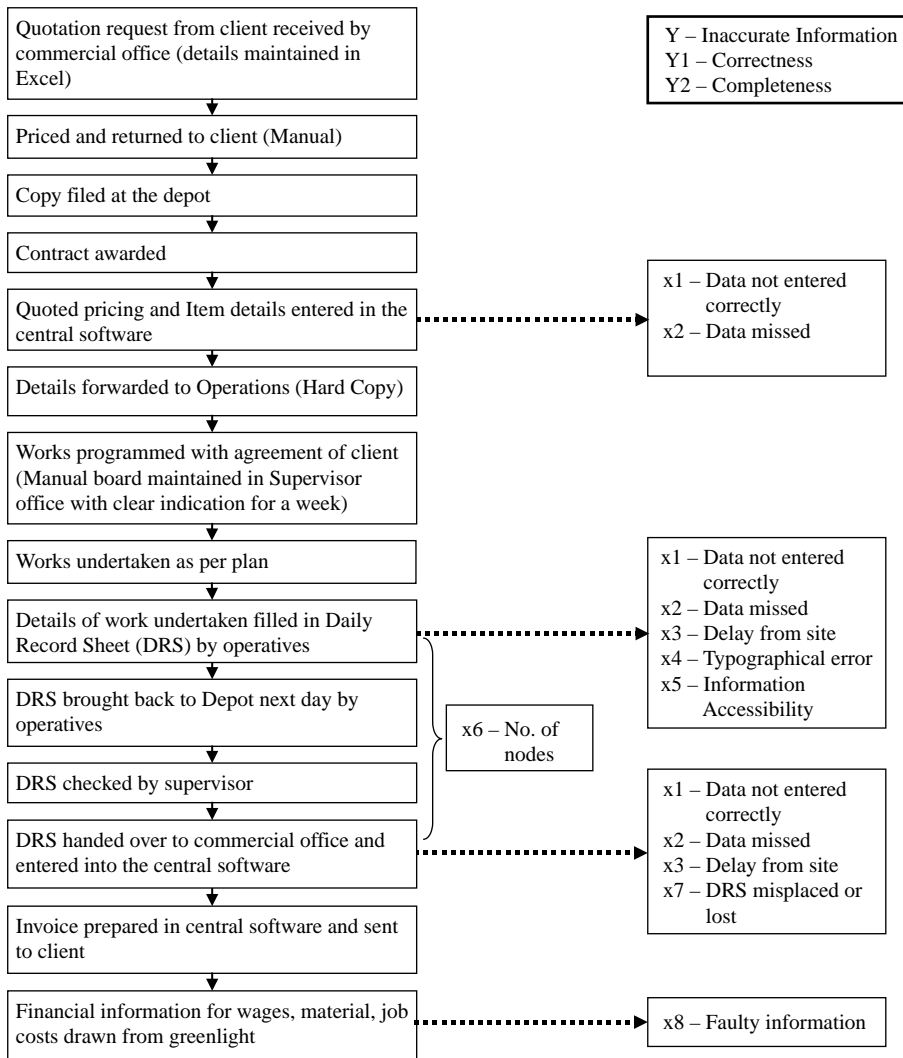 Quotation request from client received by
commercial office (details maintained in
Excel)
Y – Inaccurate Information
Y1 – Correctness
Y2 – Completeness
Priced and returned to client (Manual)
Copy filed at the depot
Contract awarded
Quoted pricing and Item details entered in the
central software
x1 – Data not entered
correctly
x2 – Data missed
Details forwarded to Operations (Hard Copy)
Works programmed with agreement of client
(Manual board maintained in Supervisor
office with clear indication for a week)
Works undertaken as per plan
Details of work undertaken filled in Daily
Record Sheet (DRS) by operatives
x1 – Data not entered
correctly
x2 – Data missed
x3 – Delay from site
x4 – Typographical error
x5 – Information
Accessibility
DRS brought back to Depot next day by
operatives
x6 – No. of
nodes
DRS checked by supervisor
DRS handed over to commercial office and
entered into the central software
x1 – Data not entered
correctly
x2 – Data missed
x3 – Delay from site
x7 – DRS misplaced or
lost
Invoice prepared in central software and sent
to client
Financial information for wages, material, job
costs drawn from greenlight
x8 – Faulty information